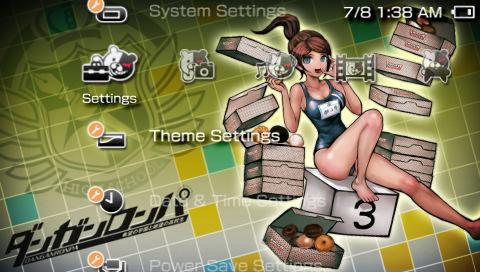 System Settings
7/8 1:38 AM
Settings
Theme Settings
Date & Time Settings
ダンガンロンパ
DANGANRONPA
3
Power Save Settings